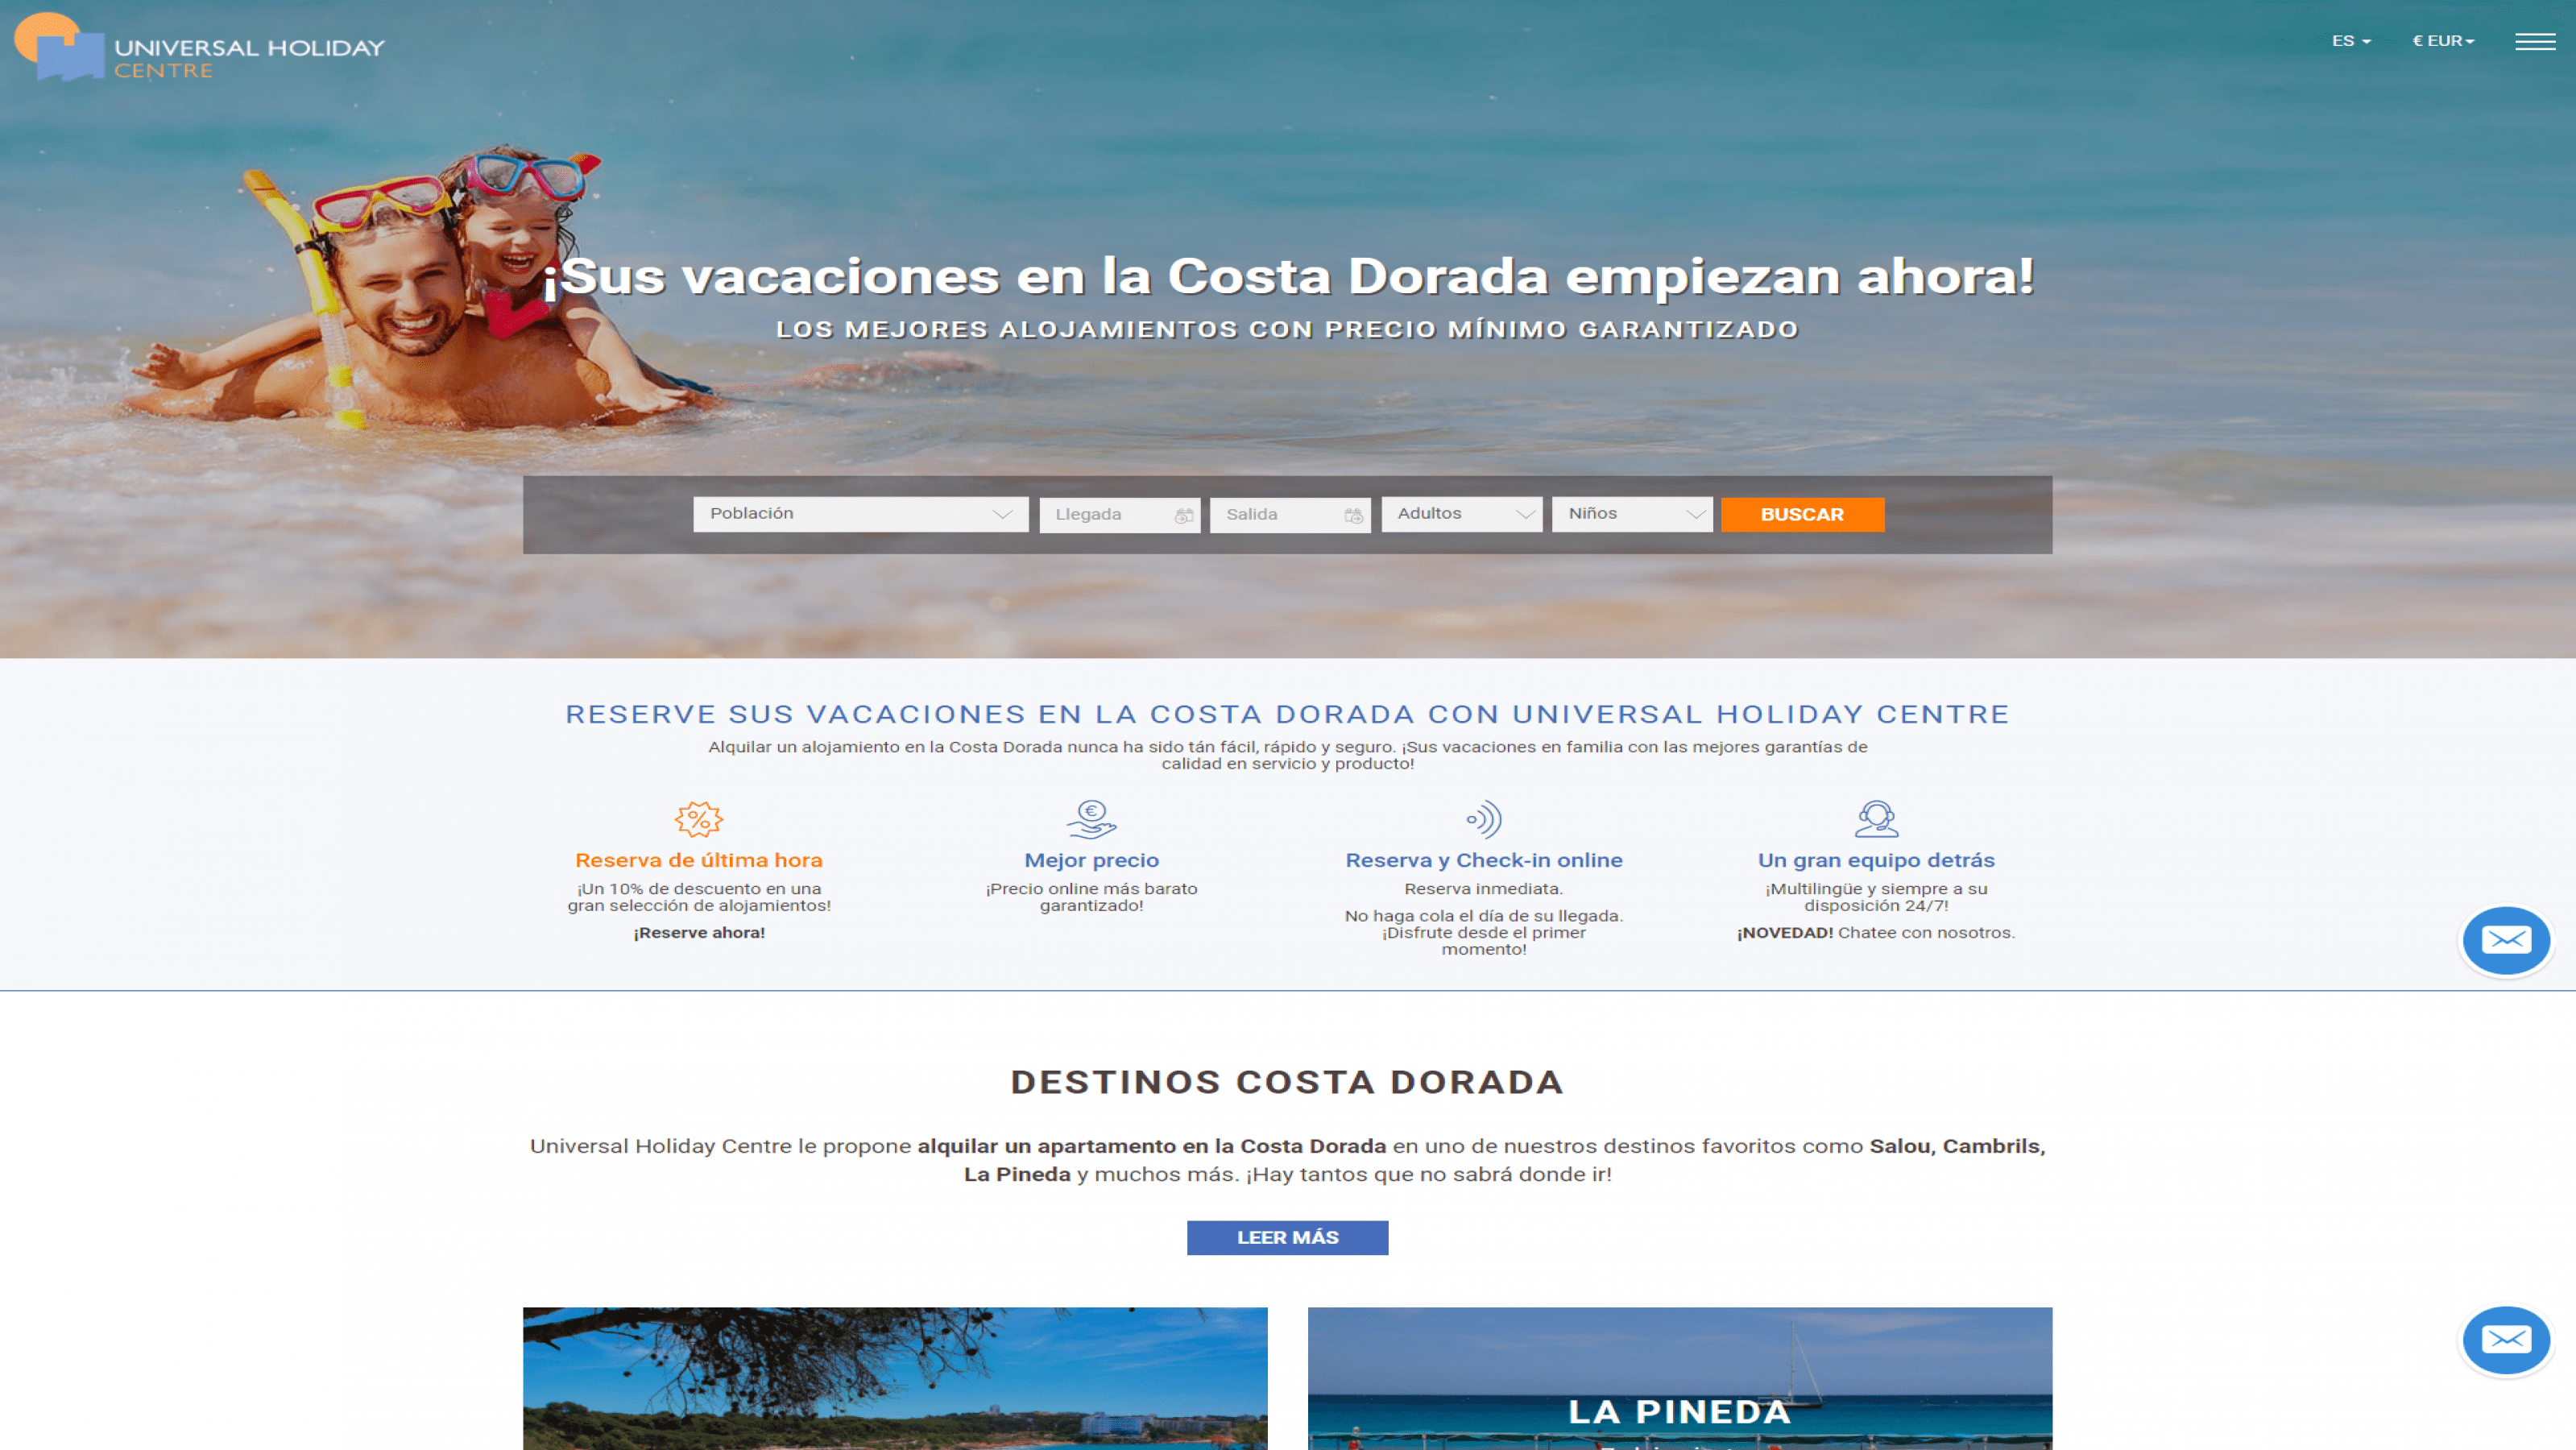 UNIVERSAL HOLIDAY
CENTRE
ES
€ EUR
¡Sus vacaciones en la Costa Dorada empiezan ahora!
LOS MEJORES ALOJAMIENTOS CON PRECIO MÍNIMO GARANTIZADO
Población
Llegada
Salida
Adultos
Niños
BUSCAR
RESERVE SUS VACACIONES EN LA COSTA DORADA CON UNIVERSAL HOLIDAY CENTRE
Alquilar un alojamiento en la Costa Dorada nunca ha sido tán fácil, rápido y seguro. ¡Sus vacaciones en familia con las mejores garantías de
calidad en servicio y producto!
Reserva de última hora
¡Un 10% de descuento en una
gran selección de alojamientos!
¡Reserve ahora!
Mejor precio
¡Precio online más barato
garantizado!
Reserva y Check-in online
Reserva inmediata.
No haga cola el día de su llegada.
¡Disfrute desde el primer
momento!
Un gran equipo detrás
¡Multilingüe y siempre a su
disposición 24/7!
¡NOVEDAD! Chatee con nosotros.
DESTINOS COSTA DORADA
Universal Holiday Centre le propone alquilar un apartamento en la Costa Dorada en uno de nuestros destinos favoritos como Salou, Cambrils,
La Pineda y muchos más. ¡Hay tantos que no sabrá donde ir!
LEER MÁS
LA PINEDA